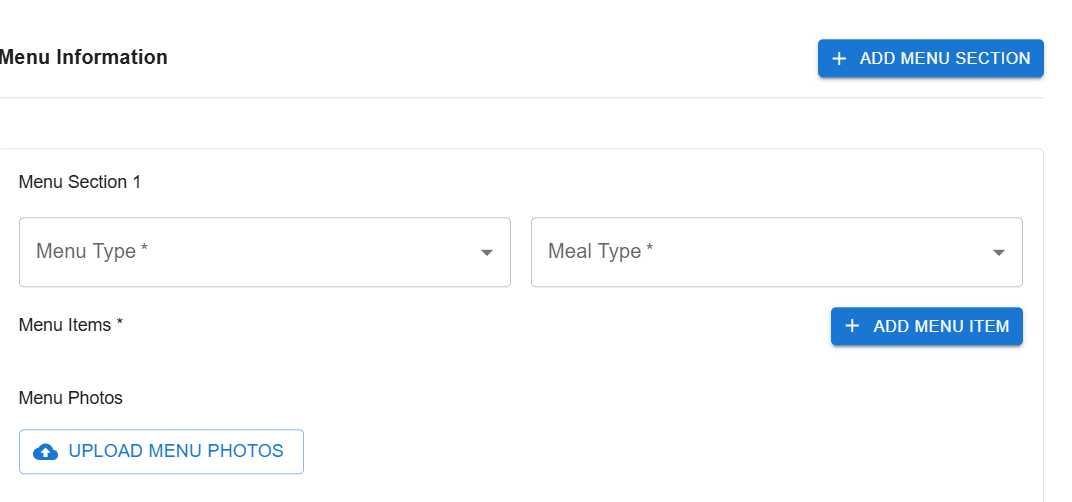 Menu Information
+ ADD MENU SECTION
Menu Section 1
Menu Type *
Meal Type *
Menu Items *
+ ADD MENU ITEM
Menu Photos
UPLOAD MENU PHOTOS